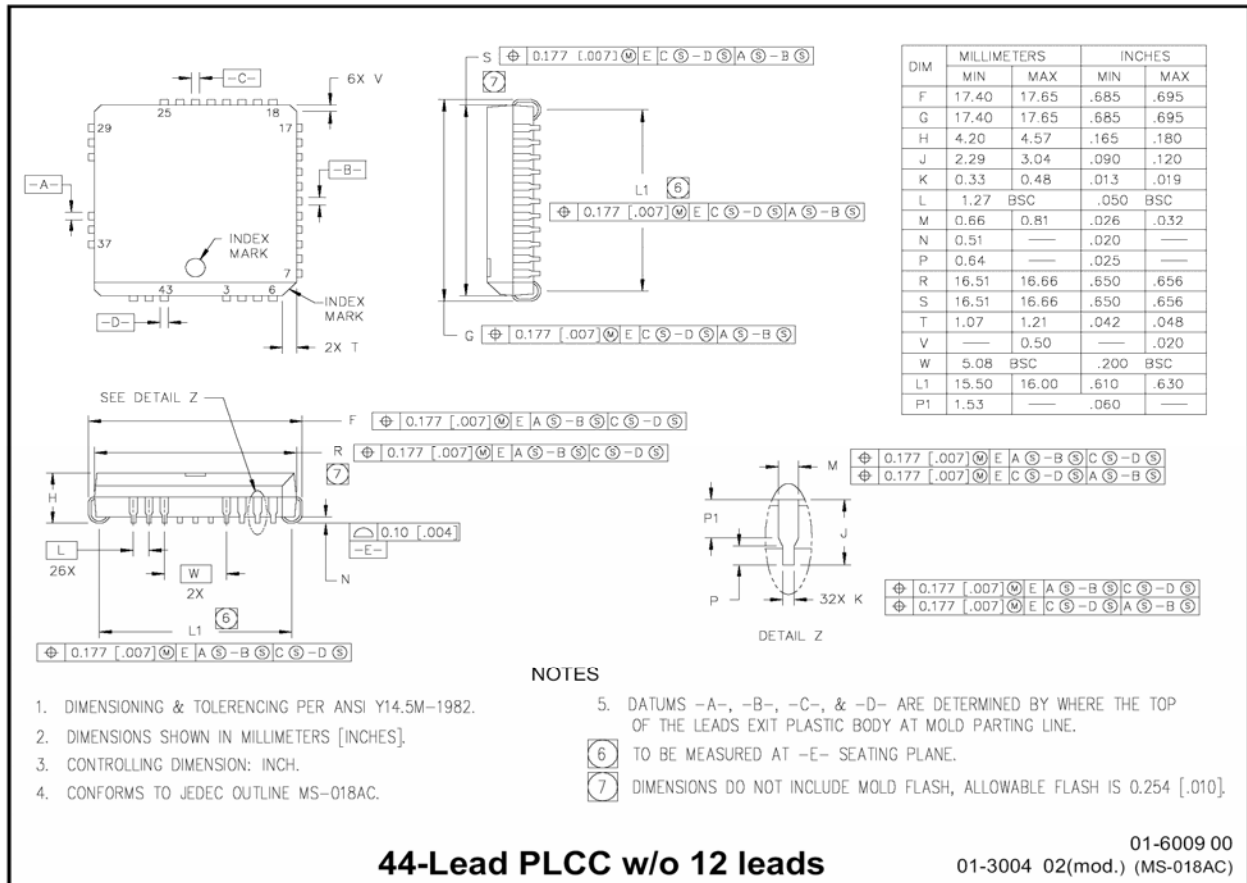 -C-
6X V
25
18
29
17
-A-
-B-
37
INDEX
MARK
7
43
3
6
INDEX
MARK
-D-
2X T
S ⌖ 0.177 [.007] Ⓜ E C Ⓢ -D Ⓢ A Ⓢ -B Ⓢ
7
L1 6
⌖ 0.177 [.007] Ⓜ E C Ⓢ -D Ⓢ A Ⓢ -B Ⓢ
G ⌖ 0.177 [.007] Ⓜ E C Ⓢ -D Ⓢ A Ⓢ -B Ⓢ
DIM MILLIMETERS INCHES
MIN MAX MIN MAX
F 17.40 17.65 .685 .695
G 17.40 17.65 .685 .695
H 4.20 4.57 .165 .180
J 2.29 3.04 .090 .120
K 0.33 0.48 .013 .019
L 1.27 BSC .050 BSC
M 0.66 0.81 .026 .032
N 0.51 — .020 —
P 0.64 — .025 —
R 16.51 16.66 .650 .656
S 16.51 16.66 .650 .656
T 1.07 1.21 .042 .048
V — 0.50 — .020
W 5.08 BSC .200 BSC
L1 15.50 16.00 .610 .630
P1 1.53 — .060 —
SEE DETAIL Z
F ⌖ 0.177 [.007] Ⓜ E A Ⓢ -B Ⓢ C Ⓢ -D Ⓢ
R ⌖ 0.177 [.007] Ⓜ E A Ⓢ -B Ⓢ C Ⓢ -D Ⓢ
7
H
⌓ 0.10 [.004]
-E-
L
26X
W
2X
N
6
L1
⌖ 0.177 [.007] Ⓜ E A Ⓢ -B Ⓢ C Ⓢ -D Ⓢ
M
⌖ 0.177 [.007] Ⓜ E A Ⓢ -B Ⓢ C Ⓢ -D Ⓢ
⌖ 0.177 [.007] Ⓜ E C Ⓢ -D Ⓢ A Ⓢ -B Ⓢ
P1
J
P
32X K
⌖ 0.177 [.007] Ⓜ E A Ⓢ -B Ⓢ C Ⓢ -D Ⓢ
⌖ 0.177 [.007] Ⓜ E C Ⓢ -D Ⓢ A Ⓢ -B Ⓢ
DETAIL Z
NOTES
1. DIMENSIONING & TOLERENCING PER ANSI Y14.5M-1982.
2. DIMENSIONS SHOWN IN MILLIMETERS [INCHES].
3. CONTROLLING DIMENSION: INCH.
4. CONFORMS TO JEDEC OUTLINE MS-018AC.
5. DATUMS -A-, -B-, -C-, & -D- ARE DETERMINED BY WHERE THE TOP
OF THE LEADS EXIT PLASTIC BODY AT MOLD PARTING LINE.
6 TO BE MEASURED AT -E- SEATING PLANE.
7 DIMENSIONS DO NOT INCLUDE MOLD FLASH, ALLOWABLE FLASH IS 0.254 [.010].
44-Lead PLCC w/o 12 leads
01-6009 00
01-3004 02(mod.) (MS-018AC)